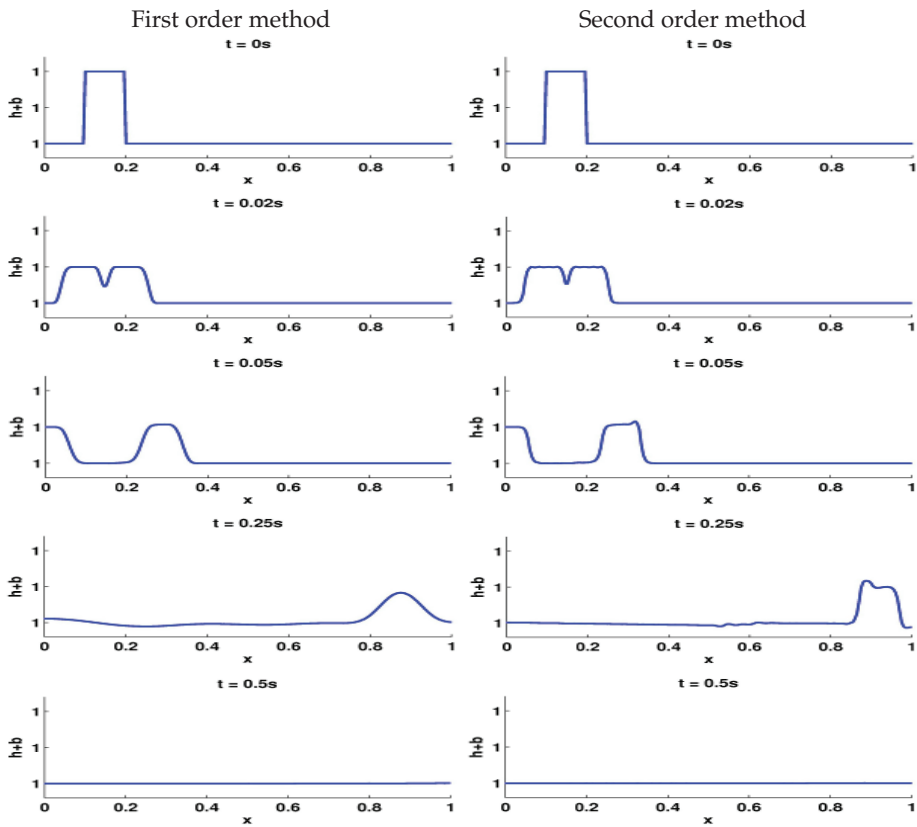 First order method Second order method
t = 0s t = 0s
1 1
h+b 1 h+b 1
1 1
0 0.2 0.4 0.6 0.8 1 0 0.2 0.4 0.6 0.8 1
x x
t = 0.02s t = 0.02s
1 1
h+b 1 h+b 1
1 1
0 0.2 0.4 0.6 0.8 1 0 0.2 0.4 0.6 0.8 1
x x
t = 0.05s t = 0.05s
1 1
h+b 1 h+b 1
1 1
0 0.2 0.4 0.6 0.8 1 0 0.2 0.4 0.6 0.8 1
x x
t = 0.25s t = 0.25s
1 1
h+b 1 h+b 1
1 1
0 0.2 0.4 0.6 0.8 1 0 0.2 0.4 0.6 0.8 1
x x
t = 0.5s t = 0.5s
1 1
h+b 1 h+b 1
1 1
0 0.2 0.4 0.6 0.8 1 0 0.2 0.4 0.6 0.8 1
x x